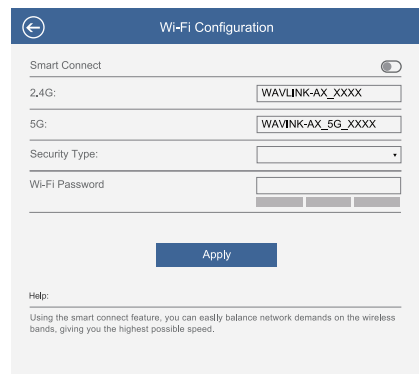 Wi-Fi Configuration
Smart Connect
2.4G: WAVLINK-AX_XXXX
5G: WAVINK-AX_5G_XXXX
Security Type:
Wi-Fi Password
Apply
Help:
Using the smart connect feature, you can easily balance network demands on the wireless
bands, giving you the highest possible speed.